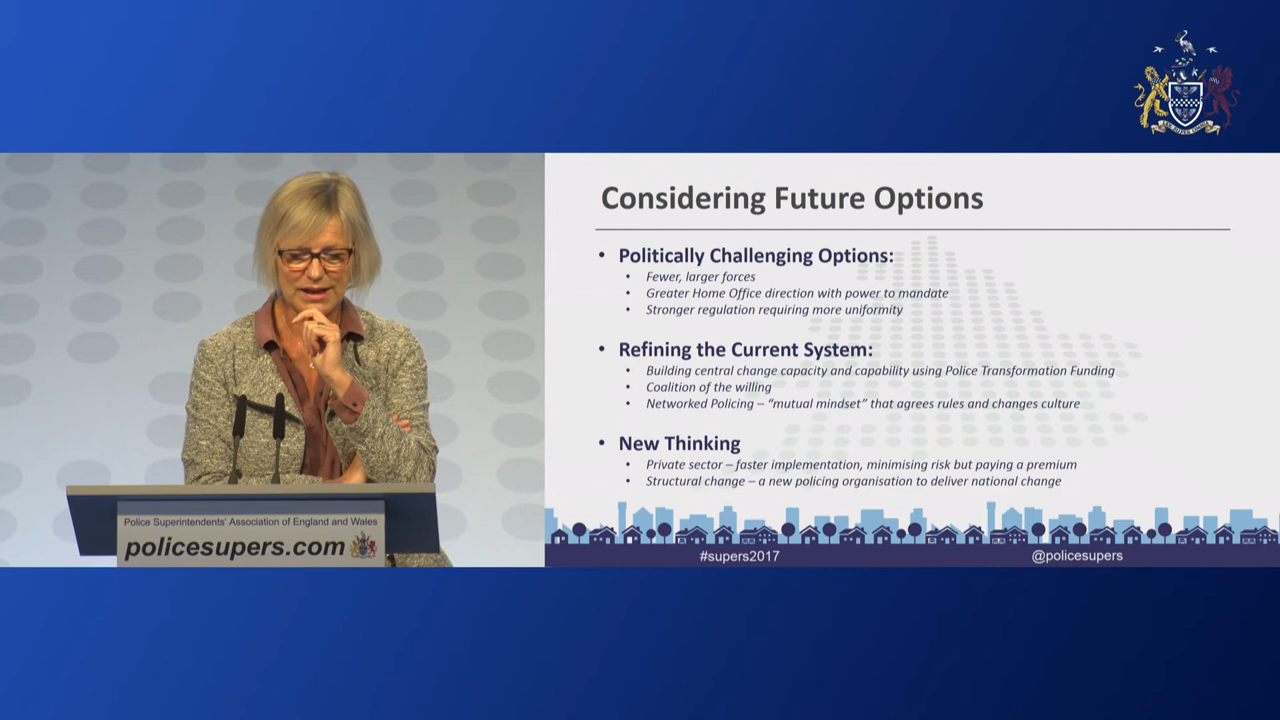 Considering Future Options
• Politically Challenging Options:
• Fewer, larger forces
• Greater Home Office direction with power to mandate
• Stronger regulation requiring more uniformity
• Refining the Current System:
• Building central change capacity and capability using Police Transformation Funding
• Coalition of the willing
• Networked Policing – “mutual mindset” that agrees rules and changes culture
• New Thinking
• Private sector – faster implementation, minimising risk but paying a premium
• Structural change – a new policing organisation to deliver national change
#supers2017 @policesupers
Police Superintendents' Association of England and Wales
policesupers.com